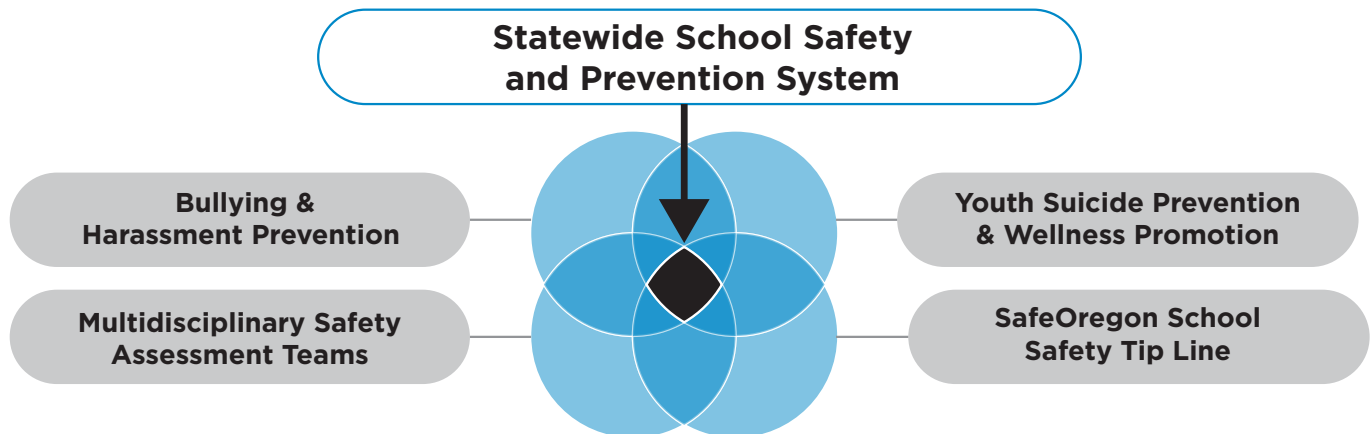 Statewide School Safety
and Prevention System
Bullying &
Harassment Prevention
Youth Suicide Prevention
& Wellness Promotion
Multidisciplinary Safety
Assessment Teams
SafeOregon School
Safety Tip Line